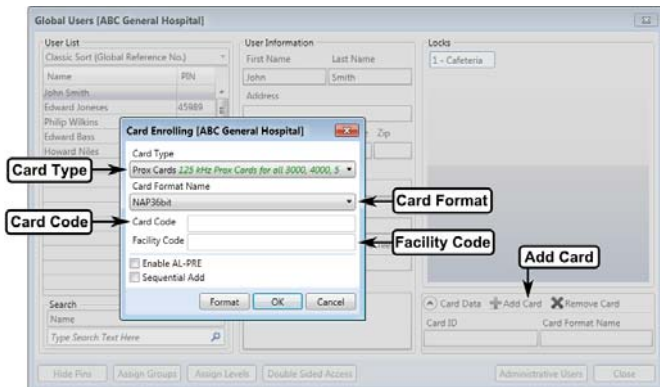 Global Users [ABC General Hospital]
User List
Classic Sort (Global Reference No.)
Name PIN
John Smith
Edward Joneses 45989
Philip Wilkins
Edward Bass
Howard Niles
Search
Name
Type Search Text Here
User Information
First Name Last Name
John Smith
Address
Zip
Locks
1 - Cafeteria
Card Enrolling [ABC General Hospital]
Card Type
Prox Cards 125 kHz Prox Cards for all 3000, 4000, 5
Card Format Name
NAP36bit
Card Code
Facility Code
Enable AL-PRE
Sequential Add
Format OK Cancel
Card Type
Card Code
Card Format
Facility Code
Add Card
Card Data Add Card Remove Card
Card ID Card Format Name
Hide Pins Assign Groups Assign Levels Double Sided Access Administrative Users Close